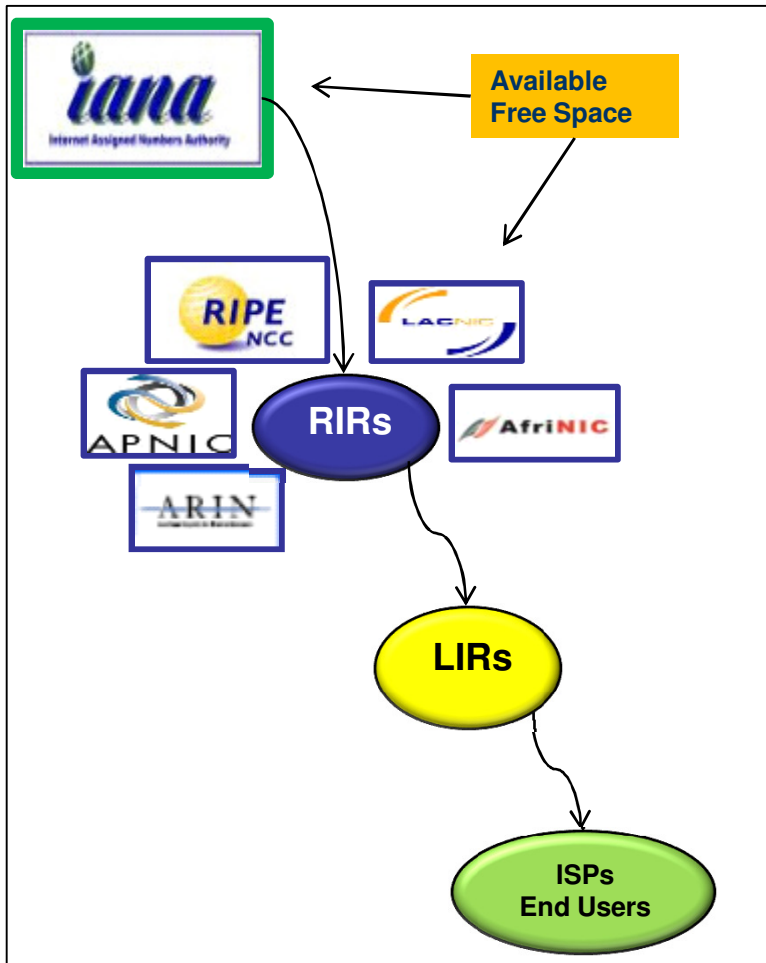 iana
Internet Assigned Numbers Authority
Available
Free Space
RIPE
NCC
LACNIC
APNIC
RIRs
AfriNIC
ARIN
LIRs
ISPs
End Users